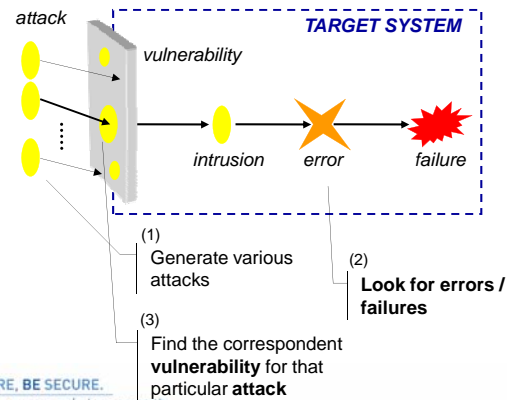 attack
TARGET SYSTEM
vulnerability
intrusion
error
failure
(1)
Generate various
attacks
(2)
Look for errors /
failures
(3)
Find the correspondent
vulnerability for that
particular attack
RE, BE SECURE.